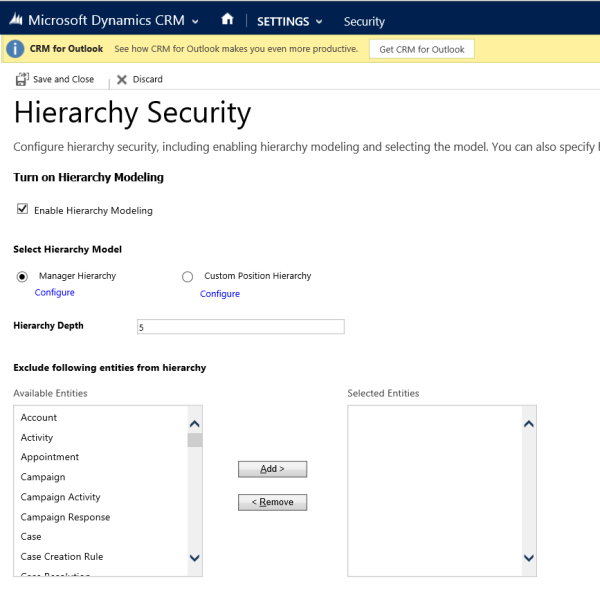 Microsoft Dynamics CRM SETTINGS Security
CRM for Outlook See how CRM for Outlook makes you even more productive. Get CRM for Outlook
Save and Close Discard
Hierarchy Security
Configure hierarchy security, including enabling hierarchy modeling and selecting the model. You can also specify
Turn on Hierarchy Modeling
Enable Hierarchy Modeling
Select Hierarchy Model
Manager Hierarchy Custom Position Hierarchy
Configure Configure
Hierarchy Depth 5
Exclude following entities from hierarchy
Available Entities Selected Entities
Account
Activity
Appointment
Campaign
Add >
Campaign Activity
< Remove
Campaign Response
Case
Case Creation Rule
Case Resolution